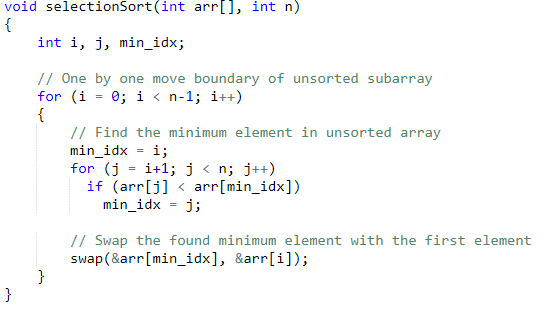 void selectionSort(int arr[], int n)
{
    int i, j, min_idx;

    // One by one move boundary of unsorted subarray
    for (i = 0; i < n-1; i++)
    {
        // Find the minimum element in unsorted array
        min_idx = i;
        for (j = i+1; j < n; j++)
          if (arr[j] < arr[min_idx])
            min_idx = j;

        // Swap the found minimum element with the first element
        swap(&arr[min_idx], &arr[i]);
    }
}